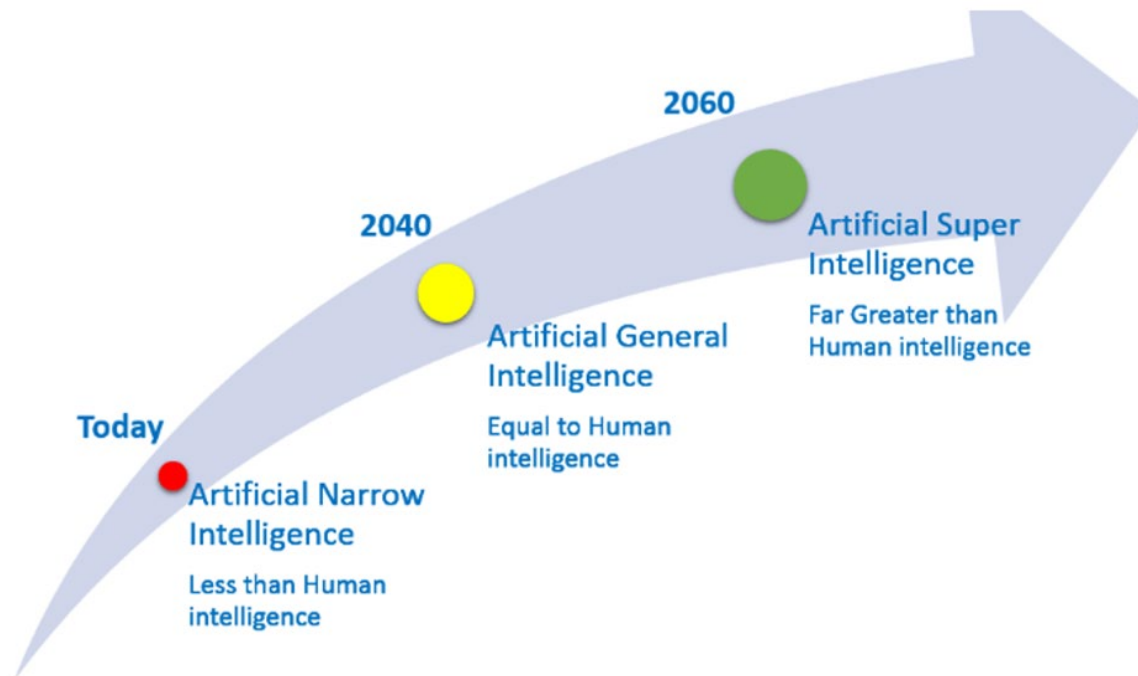 Today
Artificial Narrow
Intelligence
Less than Human
intelligence
2040
Artificial General
Intelligence
Equal to Human
intelligence
2060
Artificial Super
Intelligence
Far Greater than
Human intelligence